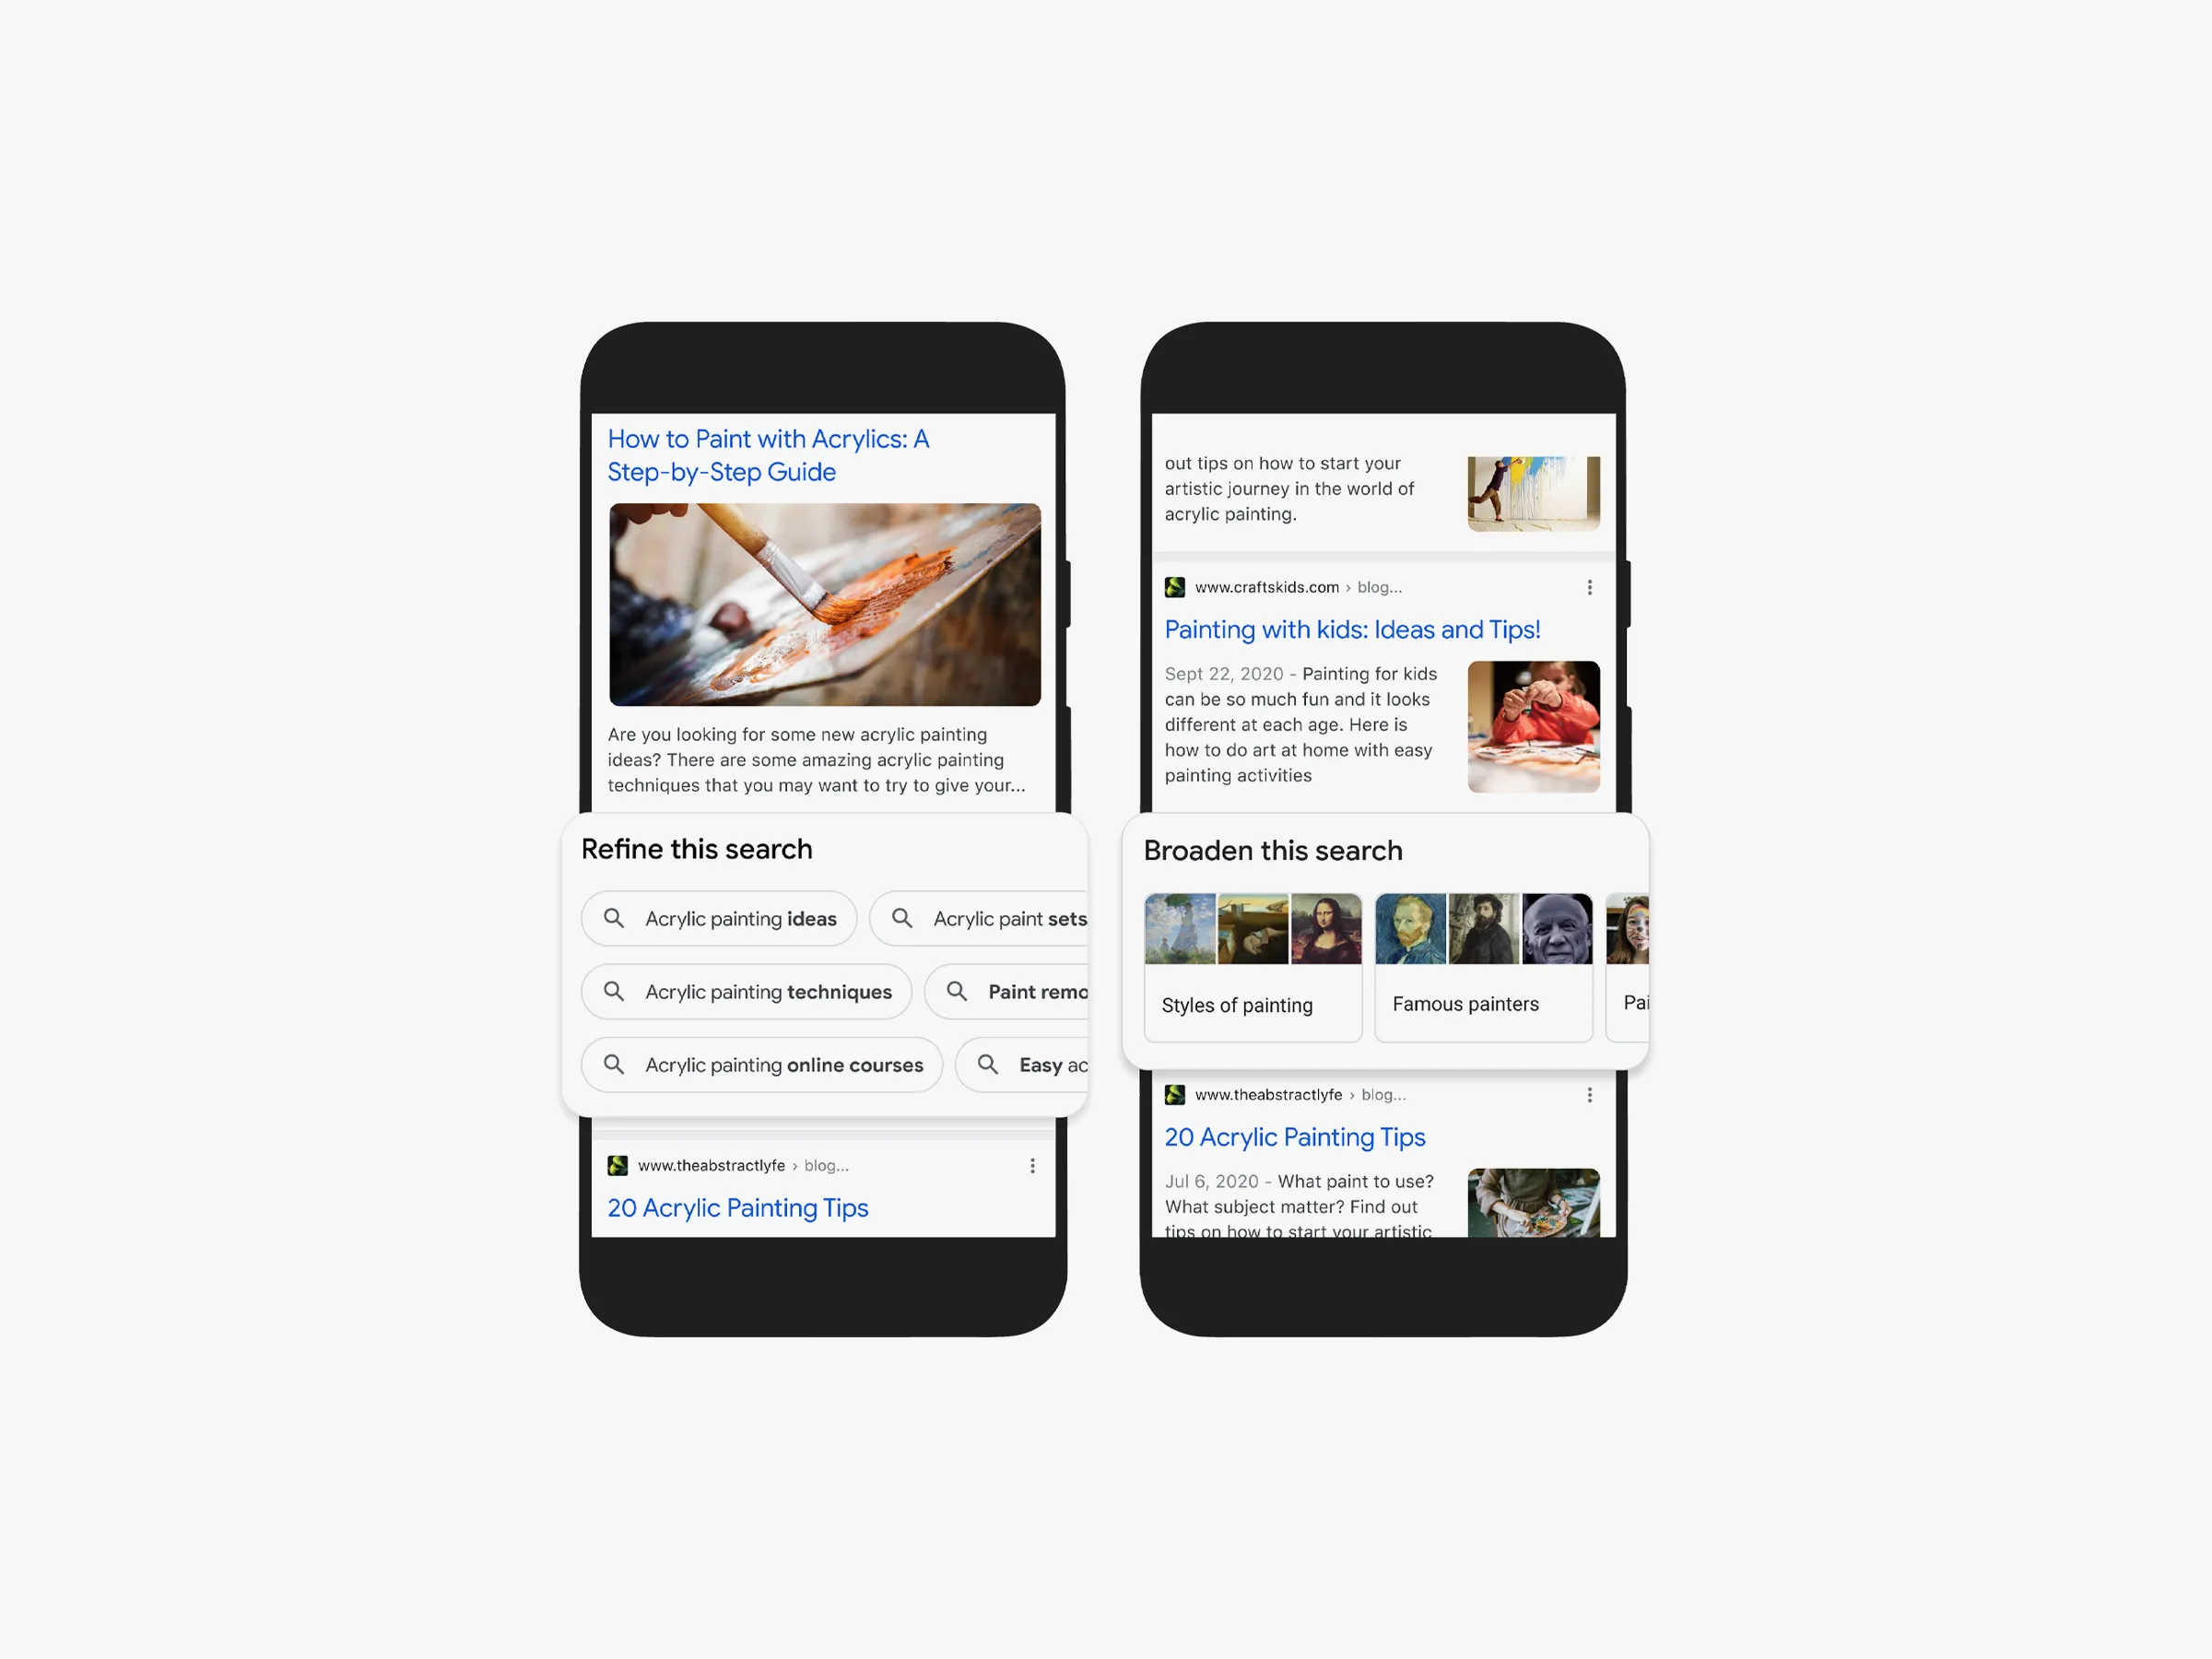 How to Paint with Acrylics: A
Step-by-Step Guide
Are you looking for some new acrylic painting
ideas? There are some amazing acrylic painting
techniques that you may want to try to give your...
Refine this search
Acrylic painting ideas
Acrylic paint sets
Acrylic painting techniques
Paint remo
Acrylic painting online courses
Easy ac
www.theabstractlyfe › blog...
20 Acrylic Painting Tips
out tips on how to start your
artistic journey in the world of
acrylic painting.
www.craftskids.com › blog...
Painting with kids: Ideas and Tips!
Sept 22, 2020 - Painting for kids
can be so much fun and it looks
different at each age. Here is
how to do art at home with easy
painting activities
Broaden this search
Styles of painting
Famous painters
Pai
www.theabstractlyfe › blog...
20 Acrylic Painting Tips
Jul 6, 2020 - What paint to use?
What subject matter? Find out
tips on how to start your artistic